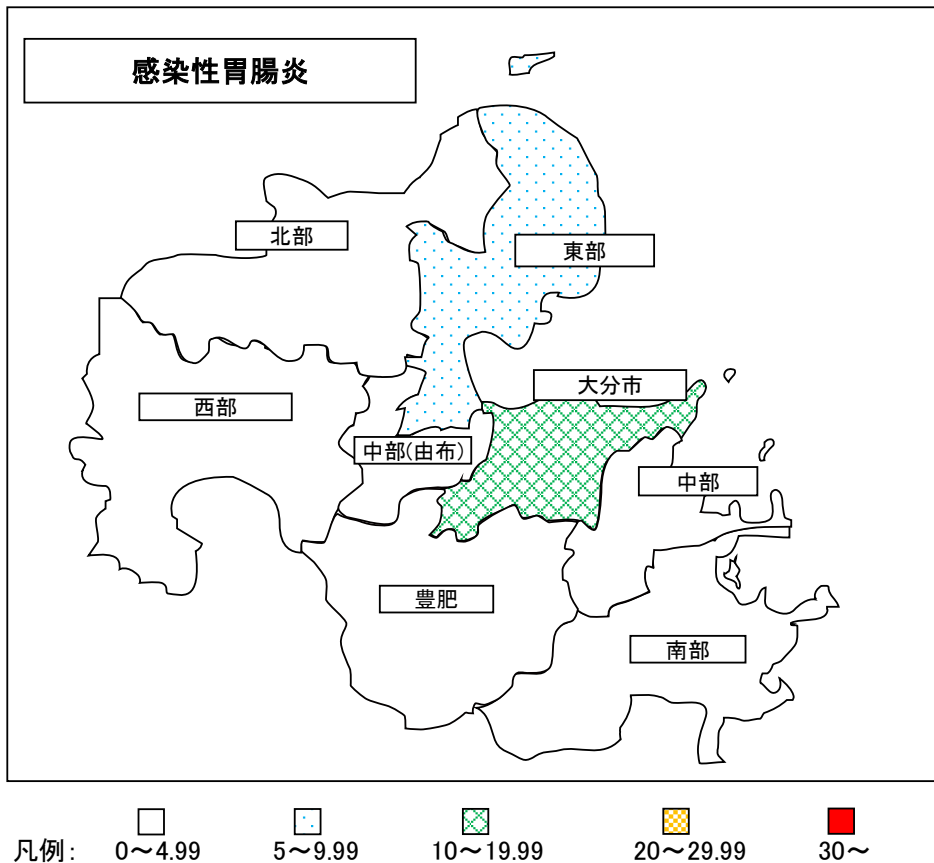 感染性胃腸炎
北部
東部
大分市
西部
中部(由布)
中部
豊肥
南部
凡例: 0～4.99 5～9.99 10～19.99 20～29.99 30～